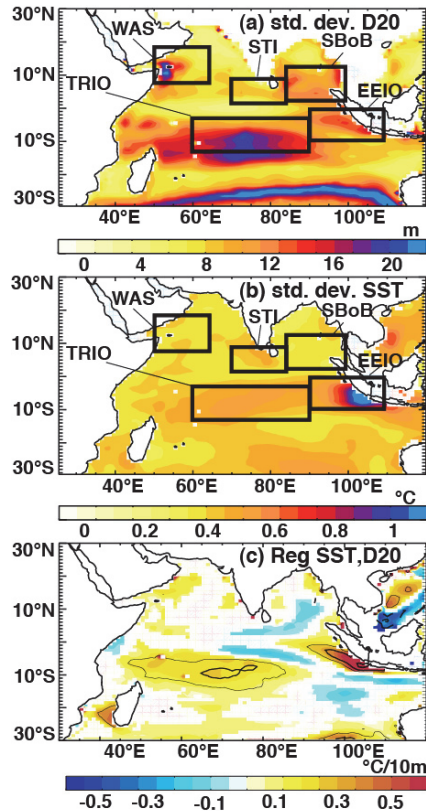 (a) std. dev. D20
30°N
WAS
STI
SBoB
10°N
TRIO
EEIO
10°S
30°S
40°E 60°E 80°E 100°E
m
0 4 8 12 16 20
30°N
(b) std. dev. SST
WAS
SBoB
STI
10°N
TRIO
EEIO
10°S
30°S
40°E 60°E 80°E 100°E
°C
0 0.2 0.4 0.6 0.8 1
30°N
(c) Reg SST,D20
10°N
10°S
30°S
40°E 60°E 80°E 100°E
°C/10m
-0.5 -0.3 -0.1 0.1 0.3 0.5